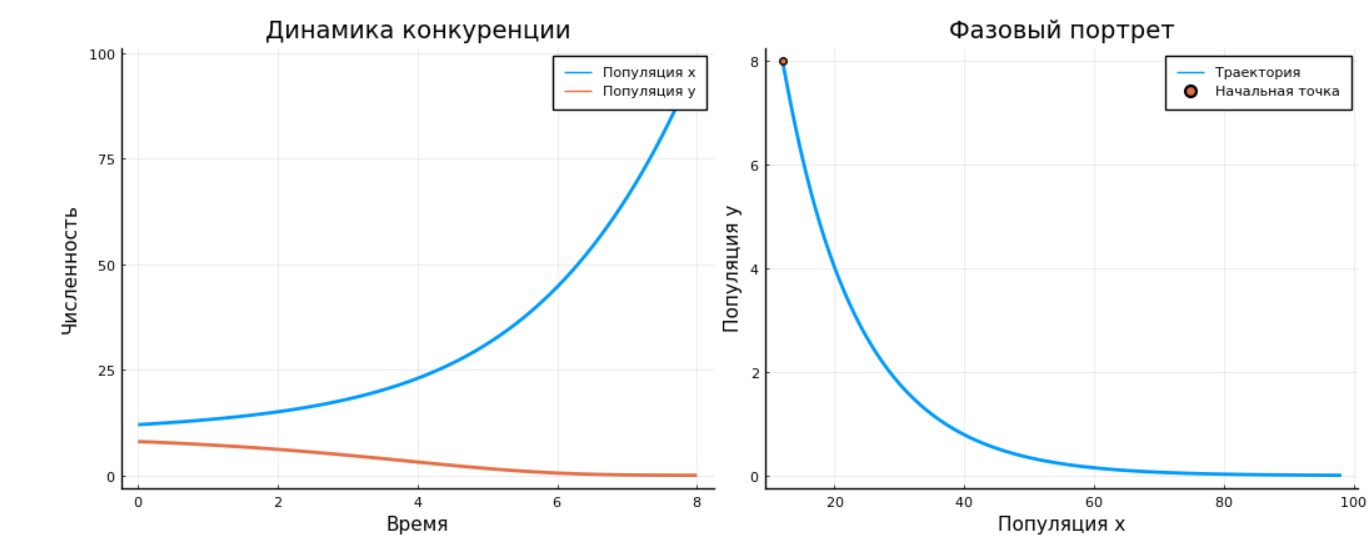 Динамика конкуренции
Численность
100
75
50
25
0
Популяция x
Популяция y
0 2 4 6 8
Время
Фазовый портрет
Популяция y
8
6
4
2
0
Траектория
Начальная точка
20 40 60 80 100
Популяция x